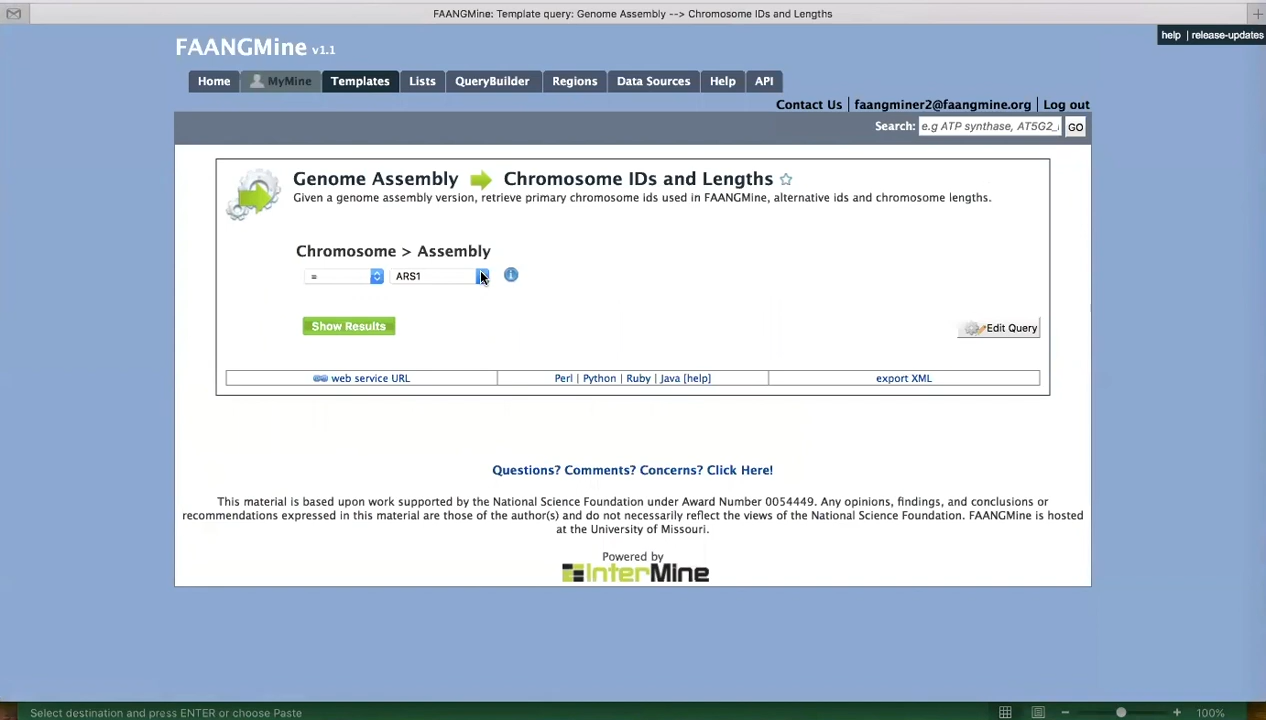 FAANGMine: Template query: Genome Assembly --> Chromosome IDs and Lengths
help | release-updates
FAANGMine v1.1
Home MyMine Templates Lists QueryBuilder Regions Data Sources Help API
Contact Us | faangminer2@faangmine.org | Log out
Search: e.g ATP synthase, AT5G2_ GO
Genome Assembly Chromosome IDs and Lengths
Given a genome assembly version, retrieve primary chromosome ids used in FAANGMine, alternative ids and chromosome lengths.
Chromosome > Assembly
= ARS1
Show Results
Edit Query
web service URL Perl | Python | Ruby | Java [help] export XML
Questions? Comments? Concerns? Click Here!
This material is based upon work supported by the National Science Foundation under Award Number 0054449. Any opinions, findings, and conclusions or
recommendations expressed in this material are those of the author(s) and do not necessarily reflect the views of the National Science Foundation. FAANGMine is hosted
at the University of Missouri.
Powered by
InterMine
Select destination and press ENTER or choose Paste 100%